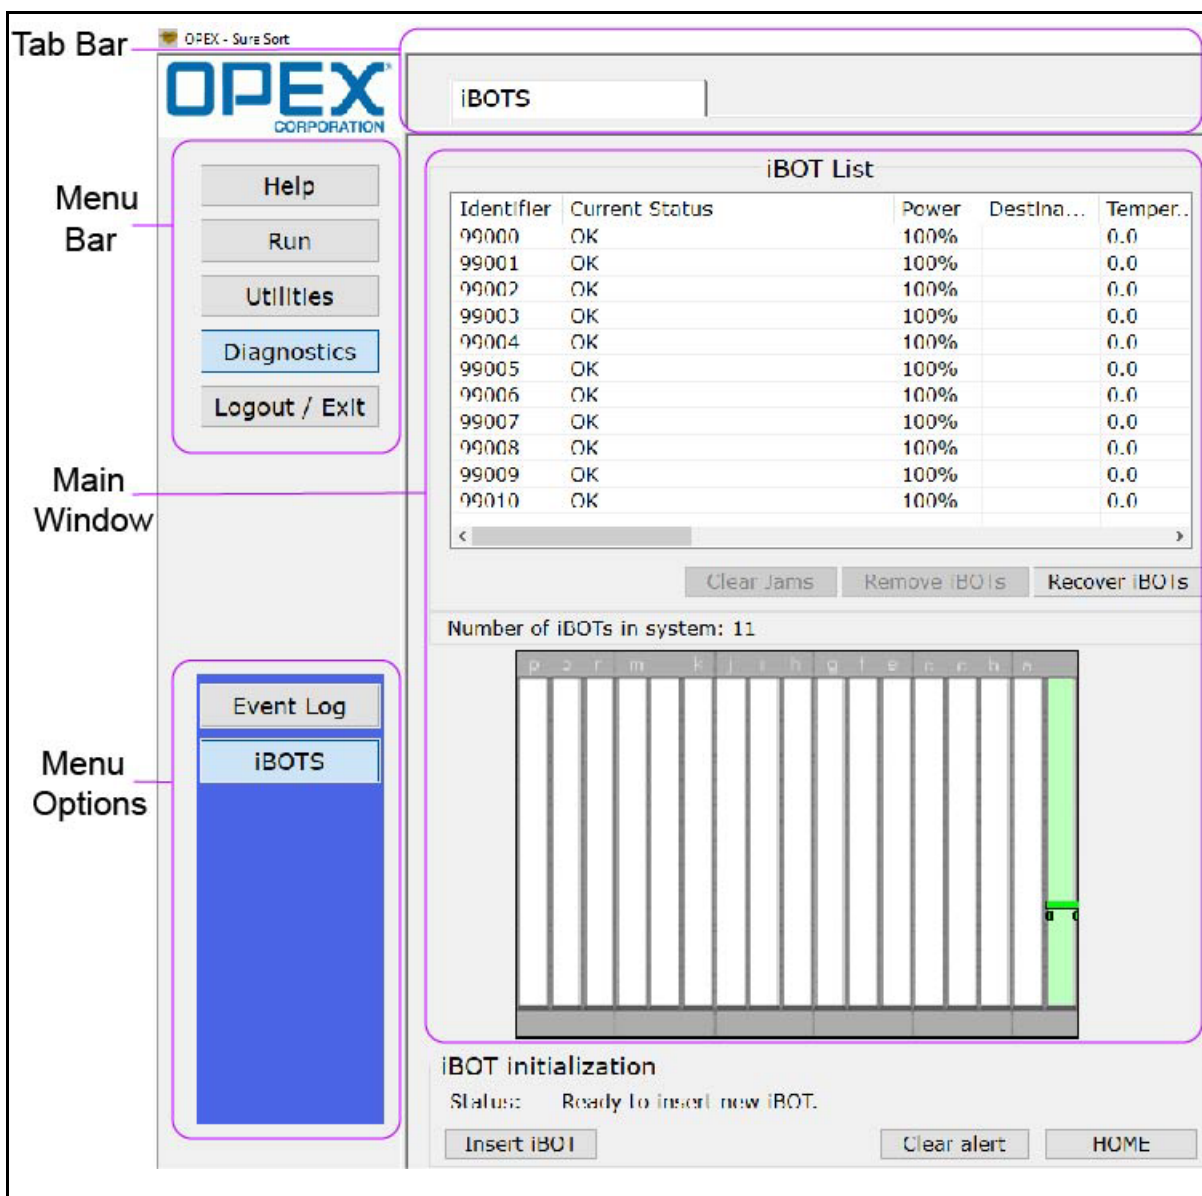 Tab Bar
OPEX - Sure Sort
OPEX
CORPORATION
iBOTS
Menu
Bar
Help
Run
Utilities
Diagnostics
Logout / Exit
iBOT List
Identifier Current Status Power Destina... Temper..
99000 OK 100% 0.0
99001 OK 100% 0.0
99002 OK 100% 0.0
99003 OK 100% 0.0
99004 OK 100% 0.0
99005 OK 100% 0.0
99006 OK 100% 0.0
99007 OK 100% 0.0
99008 OK 100% 0.0
99009 OK 100% 0.0
99010 OK 100% 0.0
Main
Window
Clear Jams Remove iBOTs Recover iBOTs
Number of iBOTs in system: 11
Menu
Options
Event Log
iBOTS
iBOT initialization
Status: Ready to insert new iBOT.
Insert iBOT Clear alert HOME